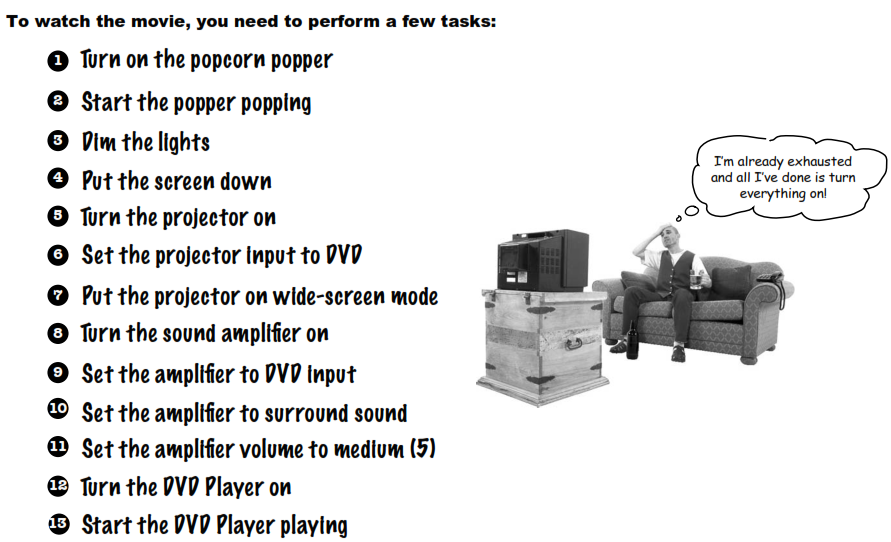 To watch the movie, you need to perform a few tasks:
1 Turn on the popcorn popper
2 Start the popper popping
3 Dim the lights
4 Put the screen down
5 Turn the projector on
6 Set the projector input to DVD
7 Put the projector on wide-screen mode
8 Turn the sound amplifier on
9 Set the amplifier to DVD input
10 Set the amplifier to surround sound
11 Set the amplifier volume to medium (5)
12 Turn the DVD Player on
13 Start the DVD Player playing
I'm already exhausted
and all I've done is turn
everything on!